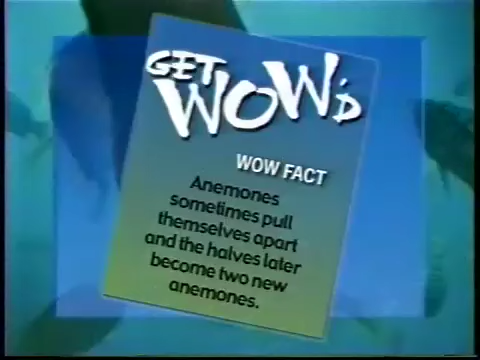 GET
WOW'D
WOW FACT
Anemones
sometimes pull
themselves apart
and the halves later
become two new
anemones.